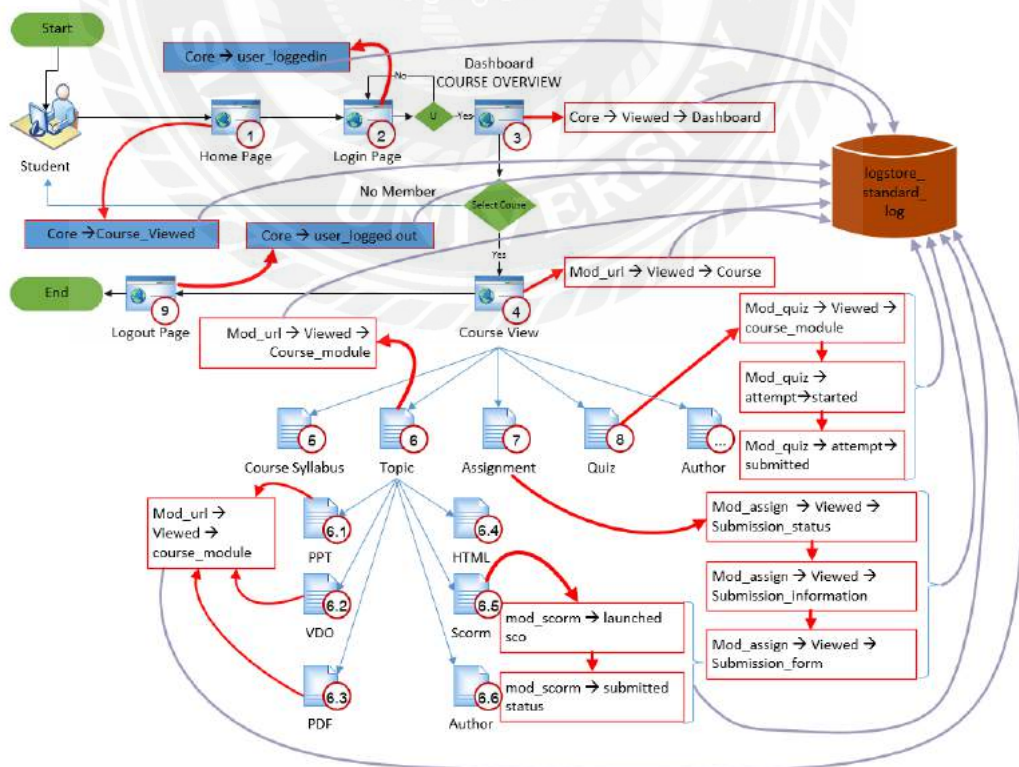 Start
Core → user_loggedin
Dashboard
COURSE OVERVIEW
No
U
Yes
1
2
3
Core → Viewed → Dashboard
Home Page
Login Page
Student
No Member
Select Couse
logstore_
standard_
log
Core →Course_Viewed
Core → user_logged out
Yes
Mod_url → Viewed → Course
End
9
4
Logout Page
Course View
Mod_url → Viewed →
Course_module
Mod_quiz → Viewed →
course_module
Mod_quiz →
attempt→started
Mod_quiz → attempt→
submitted
5
6
7
8
...
Course Syllabus
Topic
Assignment
Quiz
Author
Mod_url →
Viewed →
course_module
6.1
PPT
6.4
HTML
Mod_assign → Viewed →
Submission_status
6.2
VDO
6.5
Scorm
mod_scorm → launched
sco
Mod_assign → Viewed →
Submission_information
Mod_assign → Viewed →
Submission_form
6.3
PDF
6.6
Author
mod_scorm → submitted
status